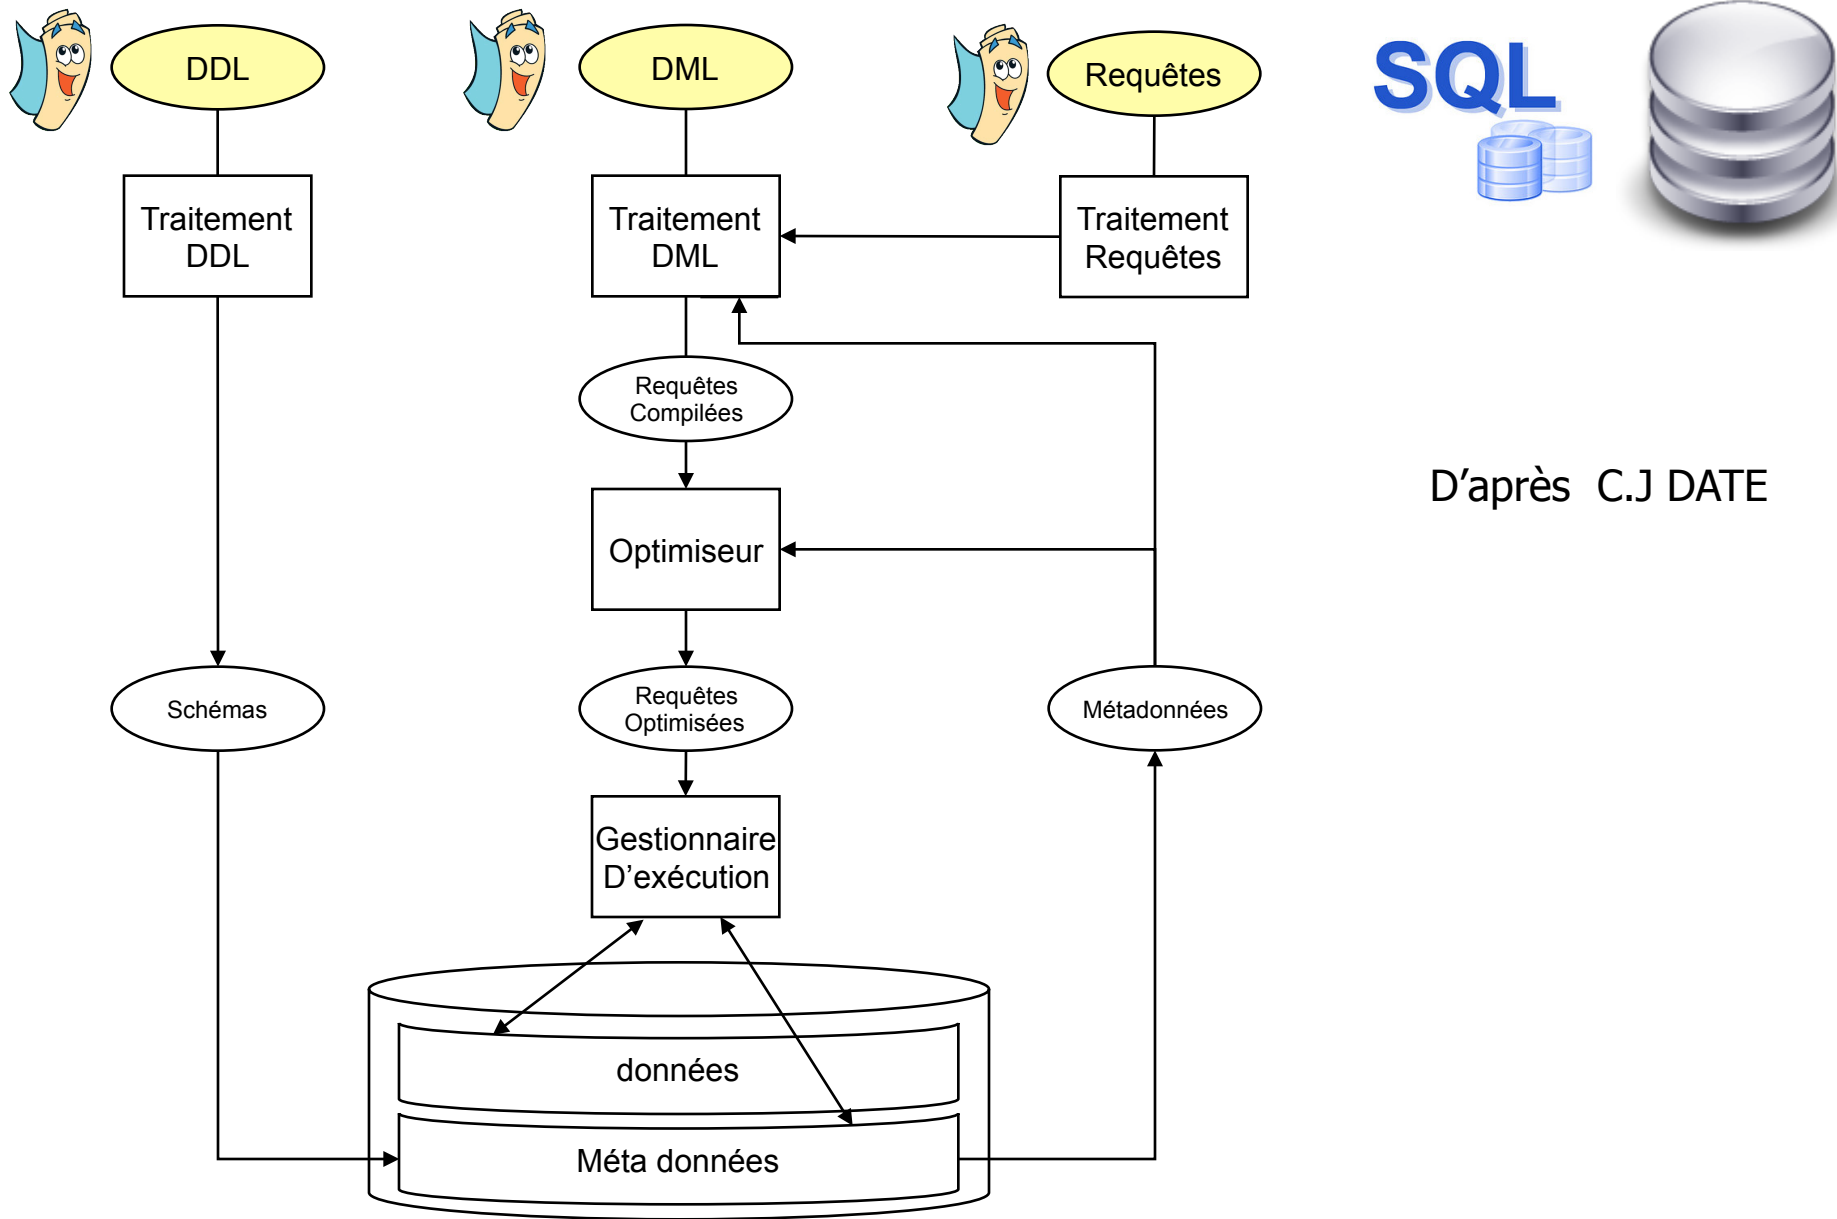 DDL
DML
Requêtes
SQL
Traitement
DDL
Traitement
DML
Traitement
Requêtes
Requêtes
Compilées
D’après C.J DATE
Optimiseur
Schémas
Requêtes
Optimisées
Métadonnées
Gestionnaire
D’exécution
données
Méta données